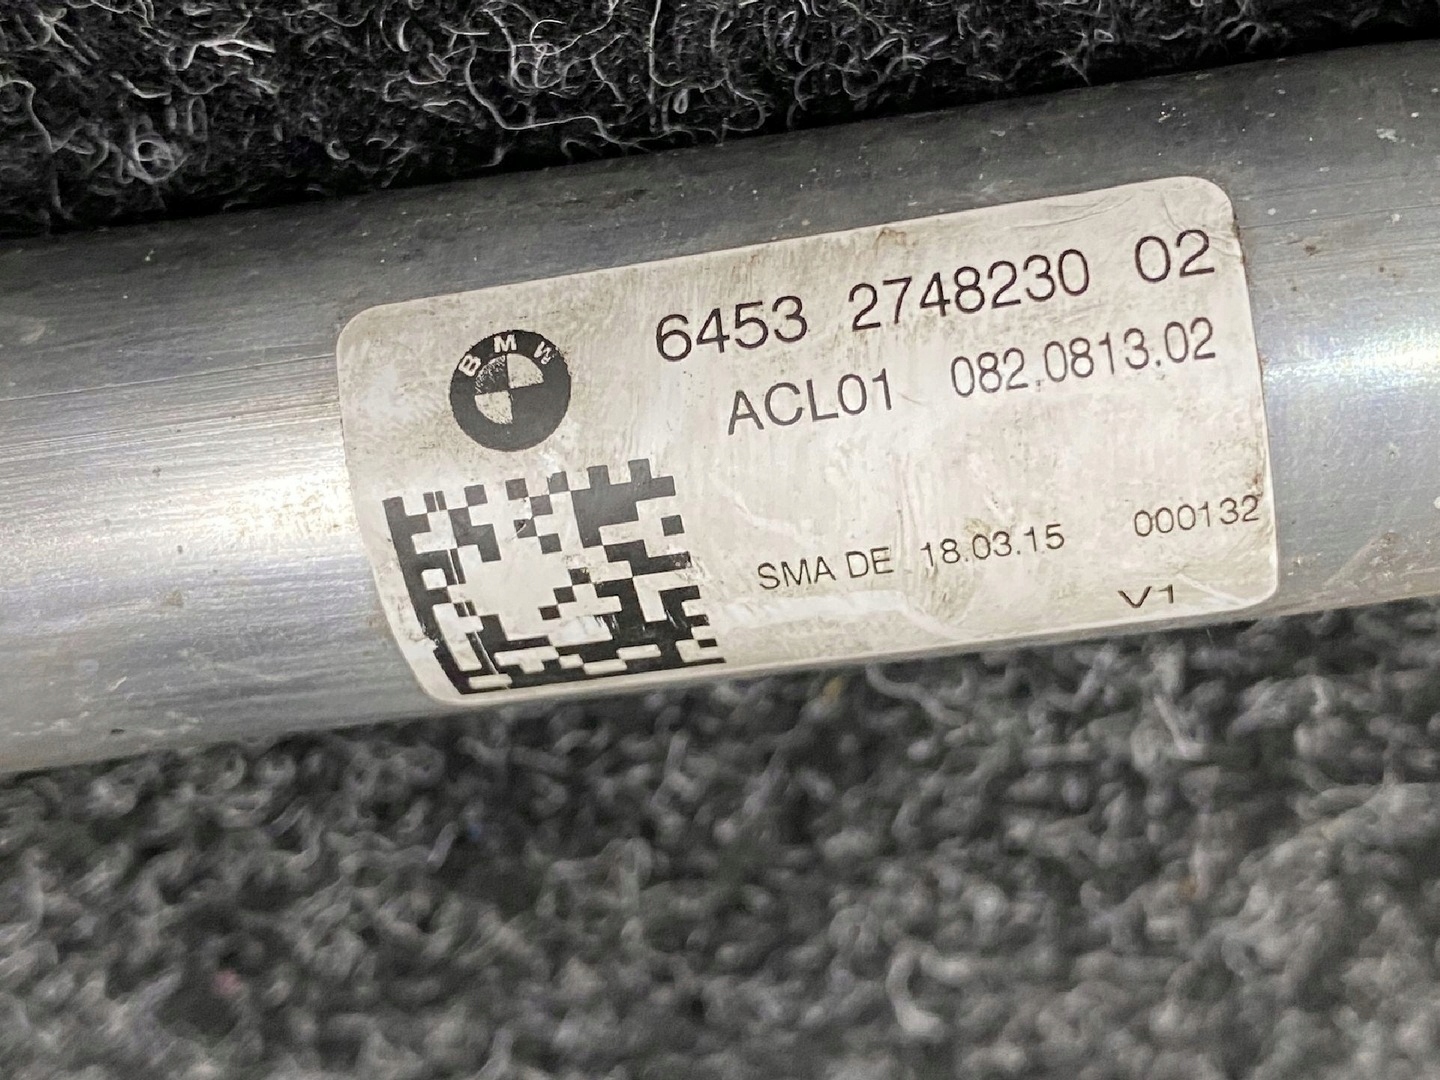 BMW
6453 2748230 02
ACL01 082.0813.02
SMA DE 18.03.15 000132
V1